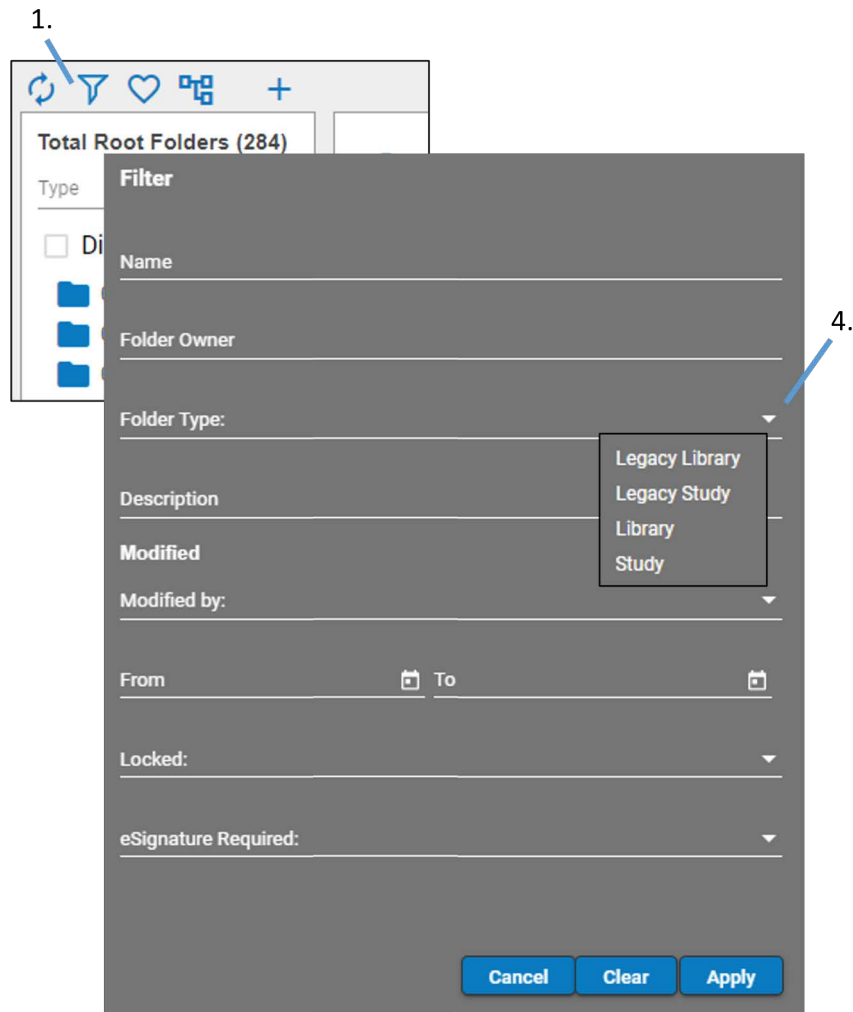 1.
Total Root Folders (284)
Type
Di
Filter
Name
Folder Owner
4.
Folder Type:
Legacy Library
Legacy Study
Library
Study
Description
Modified
Modified by:
From To
Locked:
eSignature Required:
Cancel Clear Apply